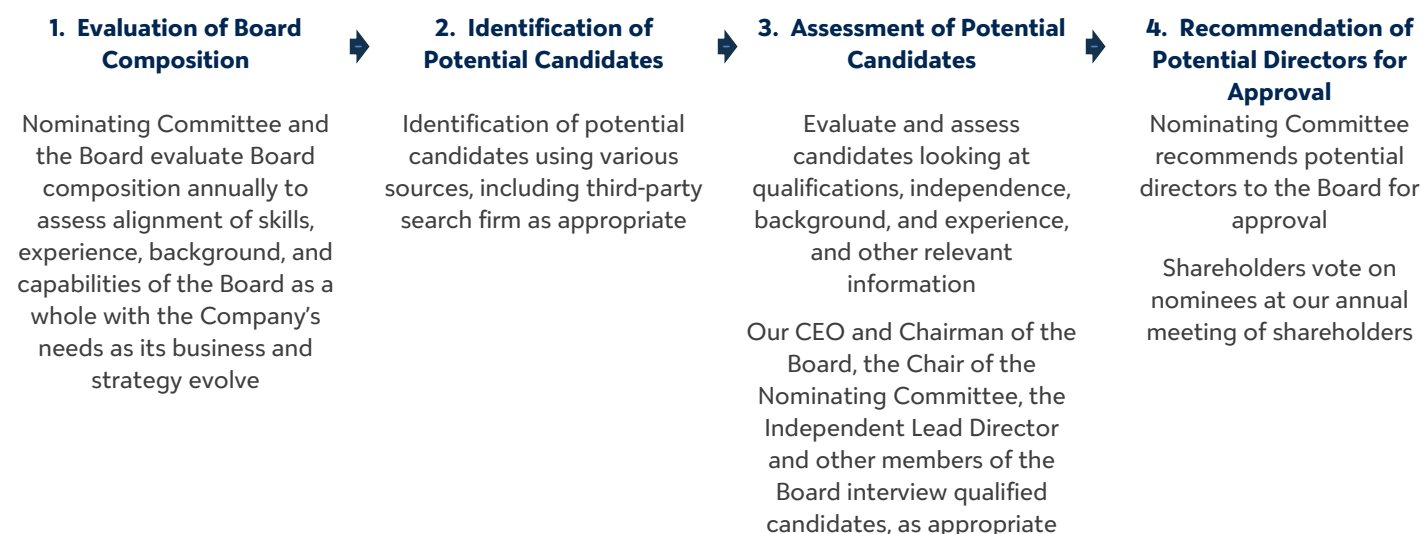 1. Evaluation of Board
Composition
Nominating Committee and
the Board evaluate Board
composition annually to
assess alignment of skills,
experience, background, and
capabilities of the Board as a
whole with the Company's
needs as its business and
strategy evolve
2. Identification of
Potential Candidates
Identification of potential
candidates using various
sources, including third-party
search firm as appropriate
3. Assessment of Potential
Candidates
Evaluate and assess
candidates looking at
qualifications, independence,
background, and experience,
and other relevant
information
Our CEO and Chairman of the
Board, the Chair of the
Nominating Committee, the
Independent Lead Director
and other members of the
Board interview qualified
candidates, as appropriate
4. Recommendation of
Potential Directors for
Approval
Nominating Committee
recommends potential
directors to the Board for
approval
Shareholders vote on
nominees at our annual
meeting of shareholders